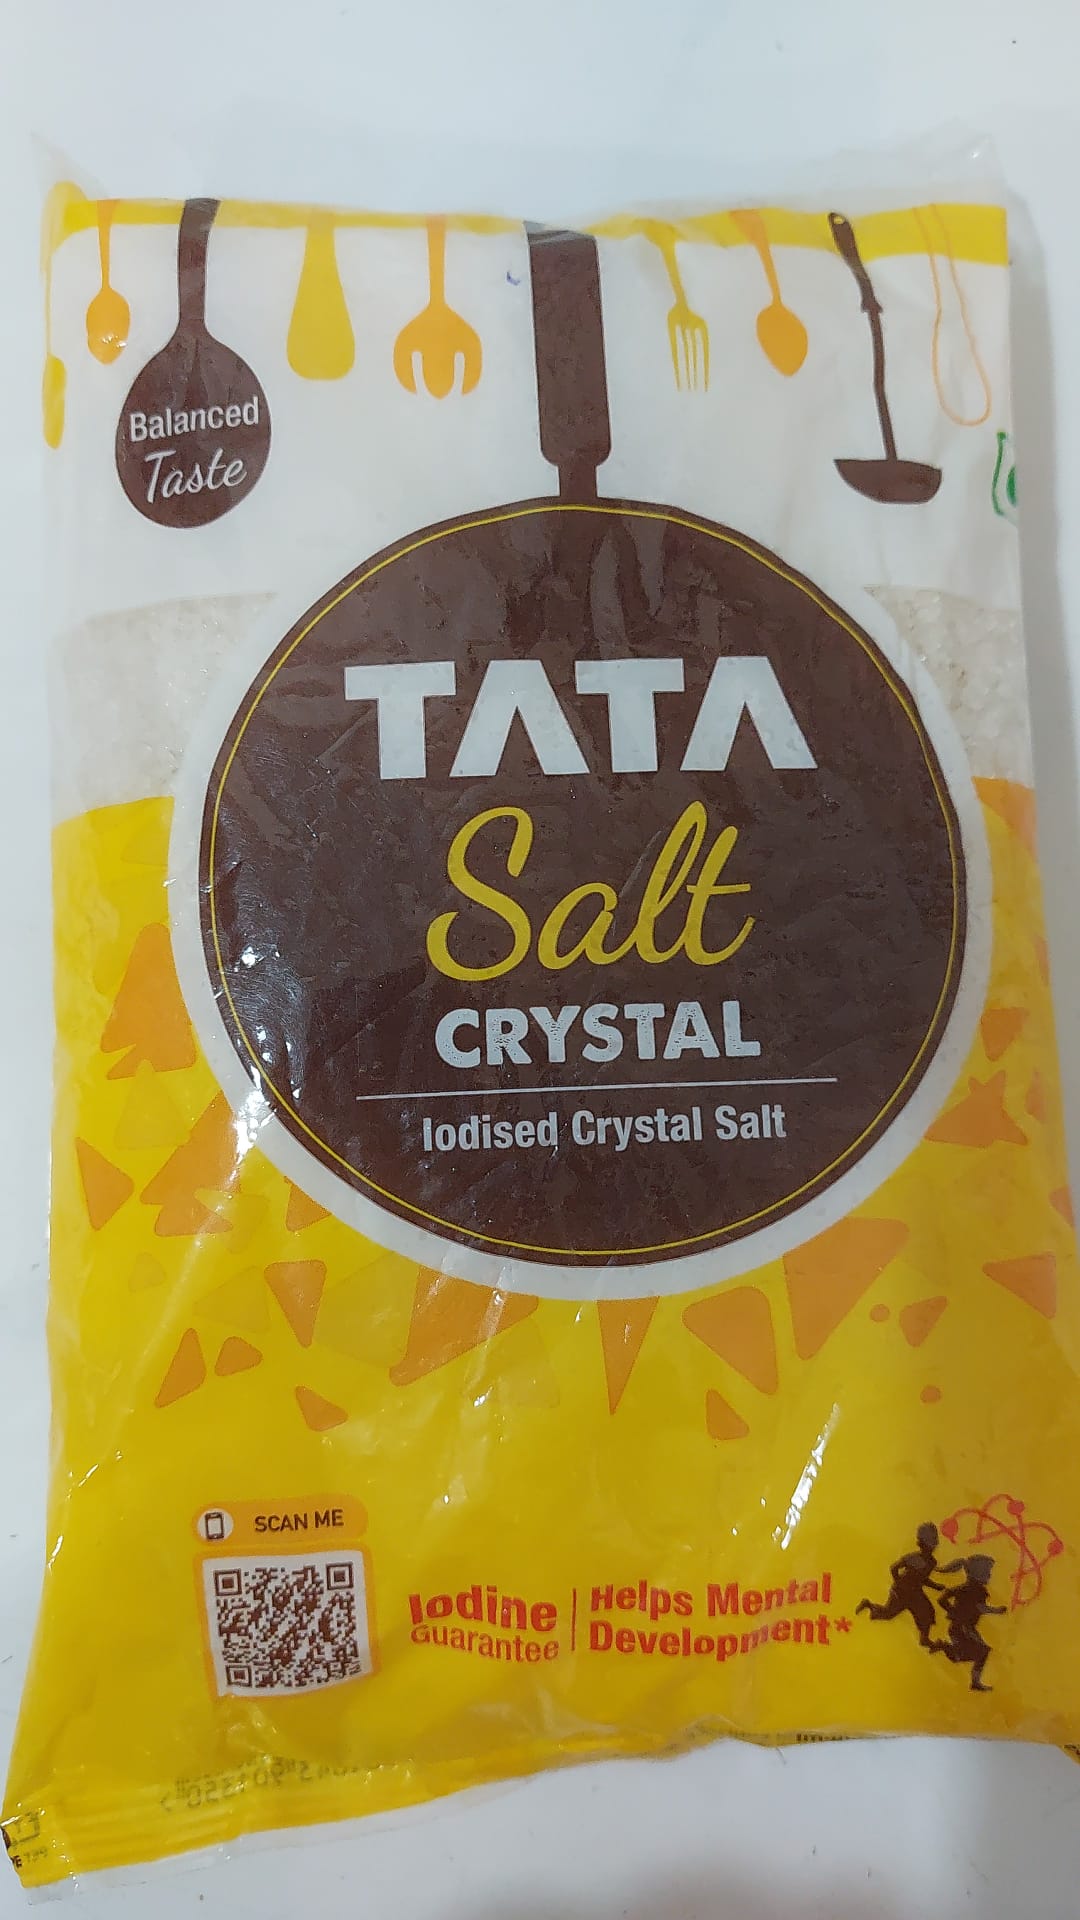 Balanced
Taste
TATA
Salt
CRYSTAL
Iodised Crystal Salt
SCAN ME
Iodine
Guarantee
Helps Mental
Development*